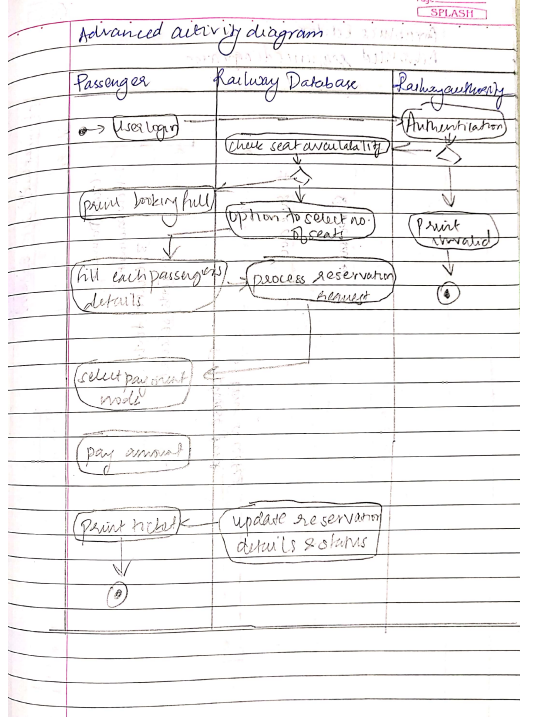 SPLASH
Advanced activity diagram
Passenger
Railway Database
Railway authority
User login
Authentication
Check seat availability
print booking full
option to select no.
of seats
Print
invalid
fill each passengers
details
process reservation
request
select payment
mode
pay amount
print ticket
update reservation
details & status